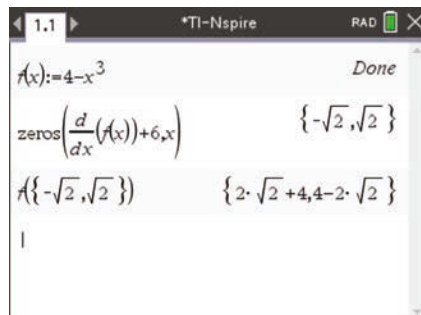 1.1 *TI-Nspire RAD
f(x):=4-x³ Done
zeros(d/dx(f(x))+6,x) {-√2,√2}
f({-√2,√2}) {2·√2+4,4-2·√2}